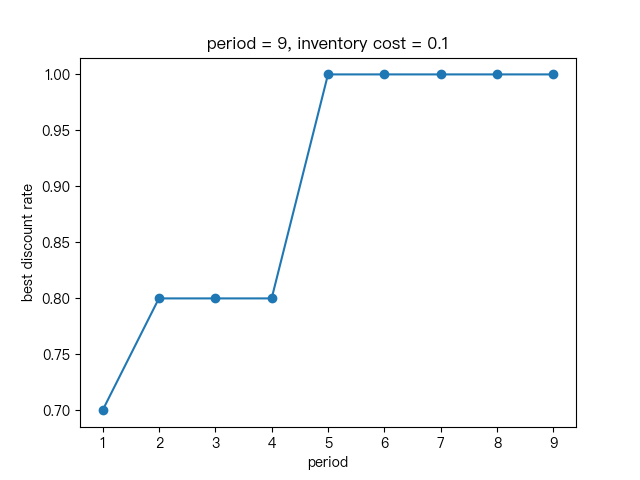 period = 9, inventory cost = 0.1
best discount rate
1.00
0.95
0.90
0.85
0.80
0.75
0.70
1 2 3 4 5 6 7 8 9
period